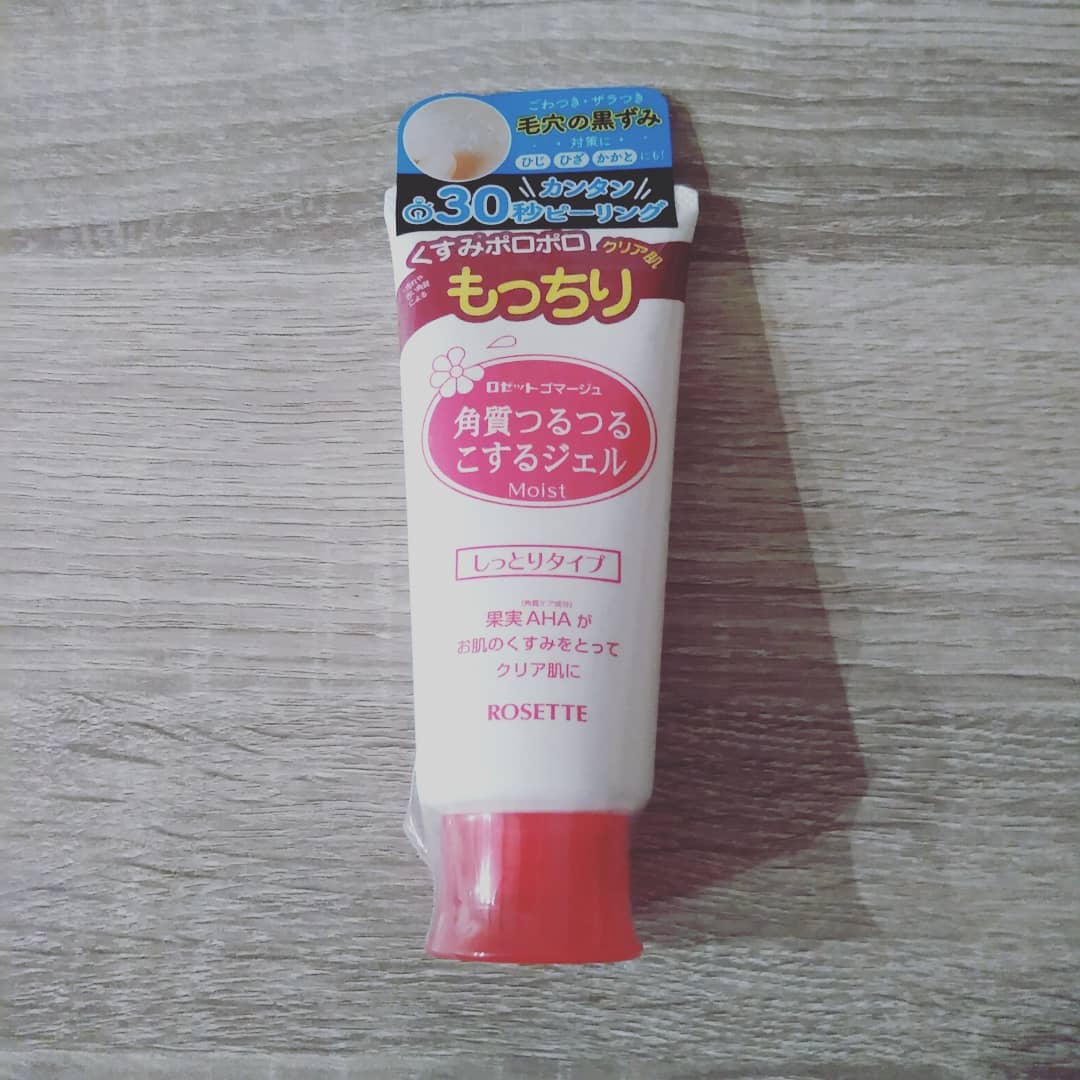 ごわつき・ザラつき
毛穴の黒ずみ
対策に
ひじ ひざ かかと にも!
30秒 カンタン ピーリング
くすみポロポロ クリア肌
もっちり
ロゼット ゴマージュ
角質つるつる
こするジェル
Moist
しっとりタイプ
(角質ケア成分)
果実AHAが
お肌のくすみをとって
クリア肌に
ROSETTE